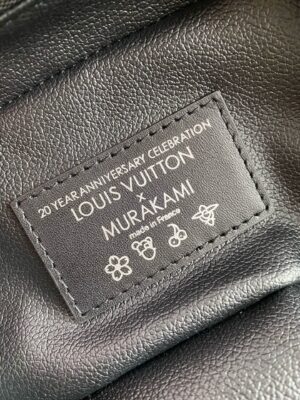 20 YEAR ANNIVERSARY CELEBRATION
LOUIS VUITTON
×
MURAKAMI
made in France